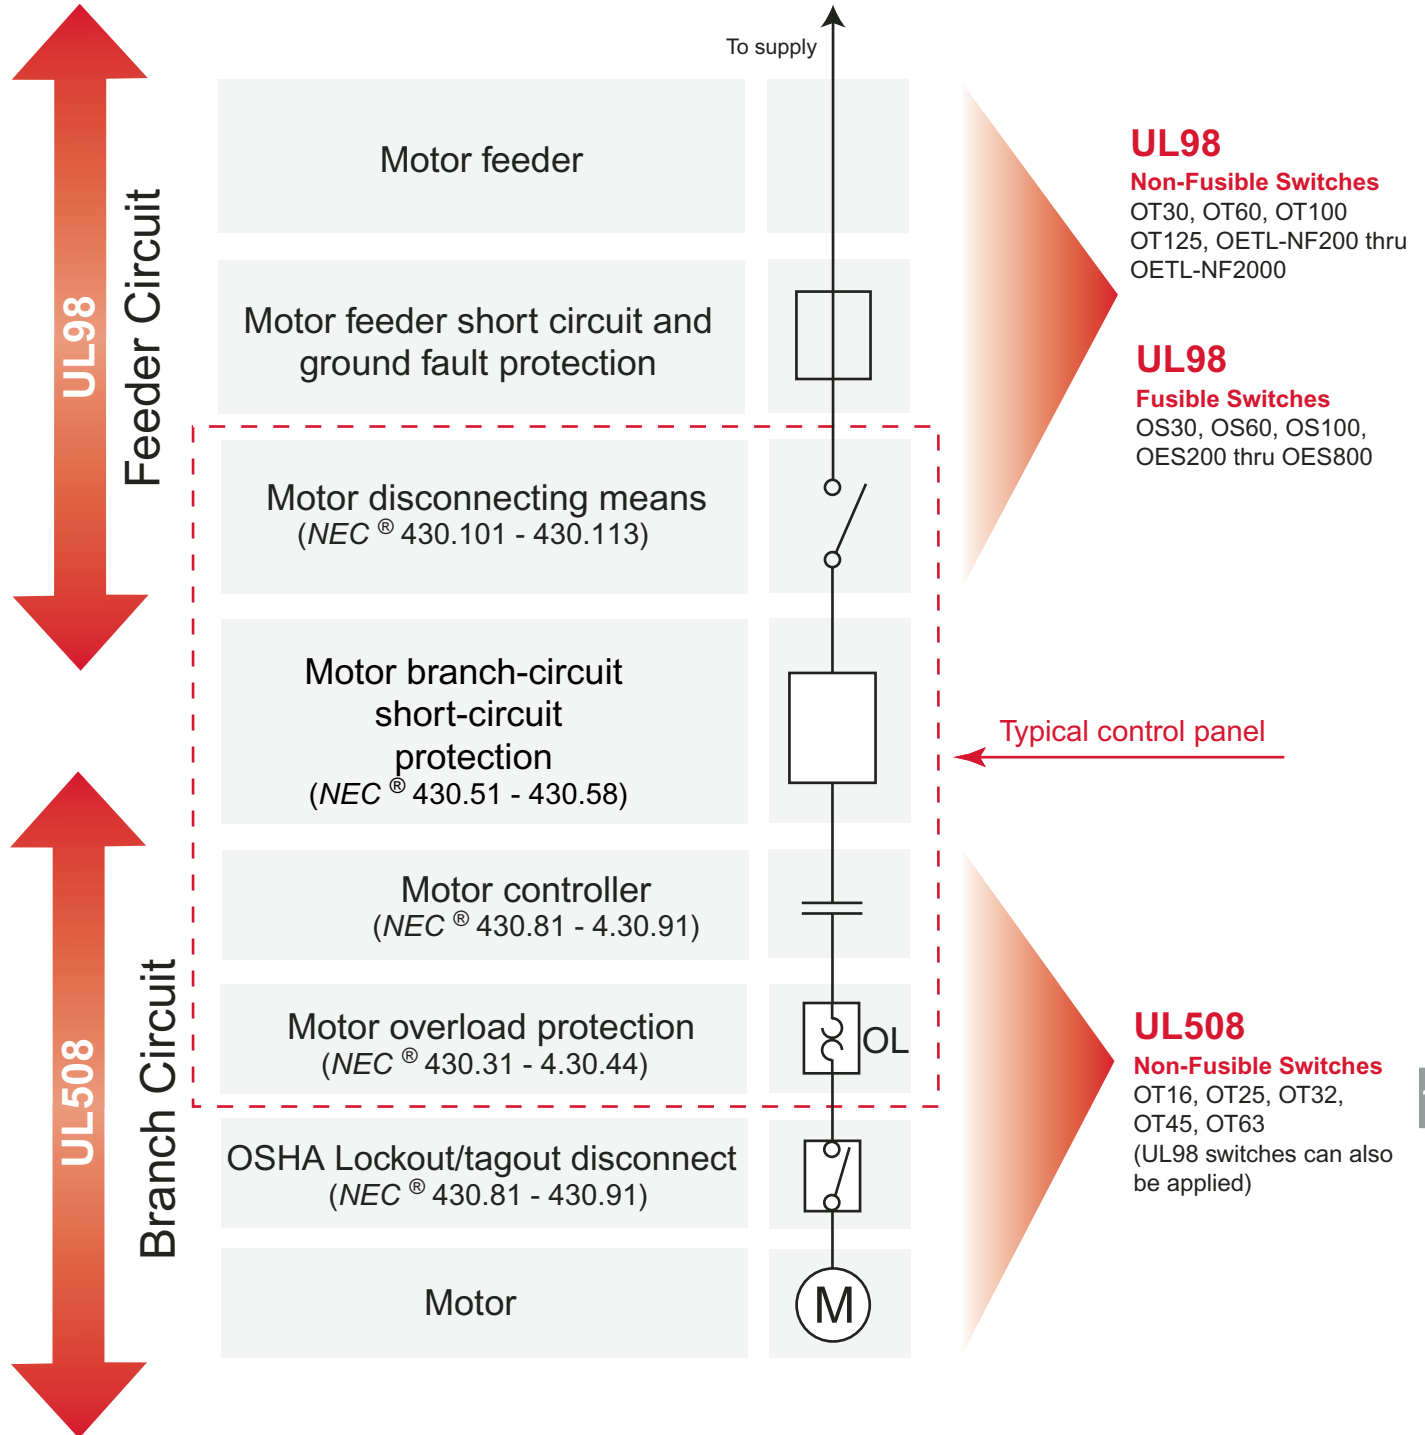 To supply
UL98
Feeder Circuit
Motor feeder
Motor feeder short circuit and
ground fault protection
Motor disconnecting means
(NEC ® 430.101 - 430.113)
Motor branch-circuit
short-circuit
protection
(NEC ® 430.51 - 430.58)
UL508
Branch Circuit
Motor controller
(NEC ® 430.81 - 4.30.91)
Motor overload protection
(NEC ® 430.31 - 4.30.44)
OL
OSHA Lockout/tagout disconnect
(NEC ® 430.81 - 430.91)
Motor
M
UL98
Non-Fusible Switches
OT30, OT60, OT100
OT125, OETL-NF200 thru
OETL-NF2000
UL98
Fusible Switches
OS30, OS60, OS100,
OES200 thru OES800
Typical control panel
UL508
Non-Fusible Switches
OT16, OT25, OT32,
OT45, OT63
(UL98 switches can also
be applied)